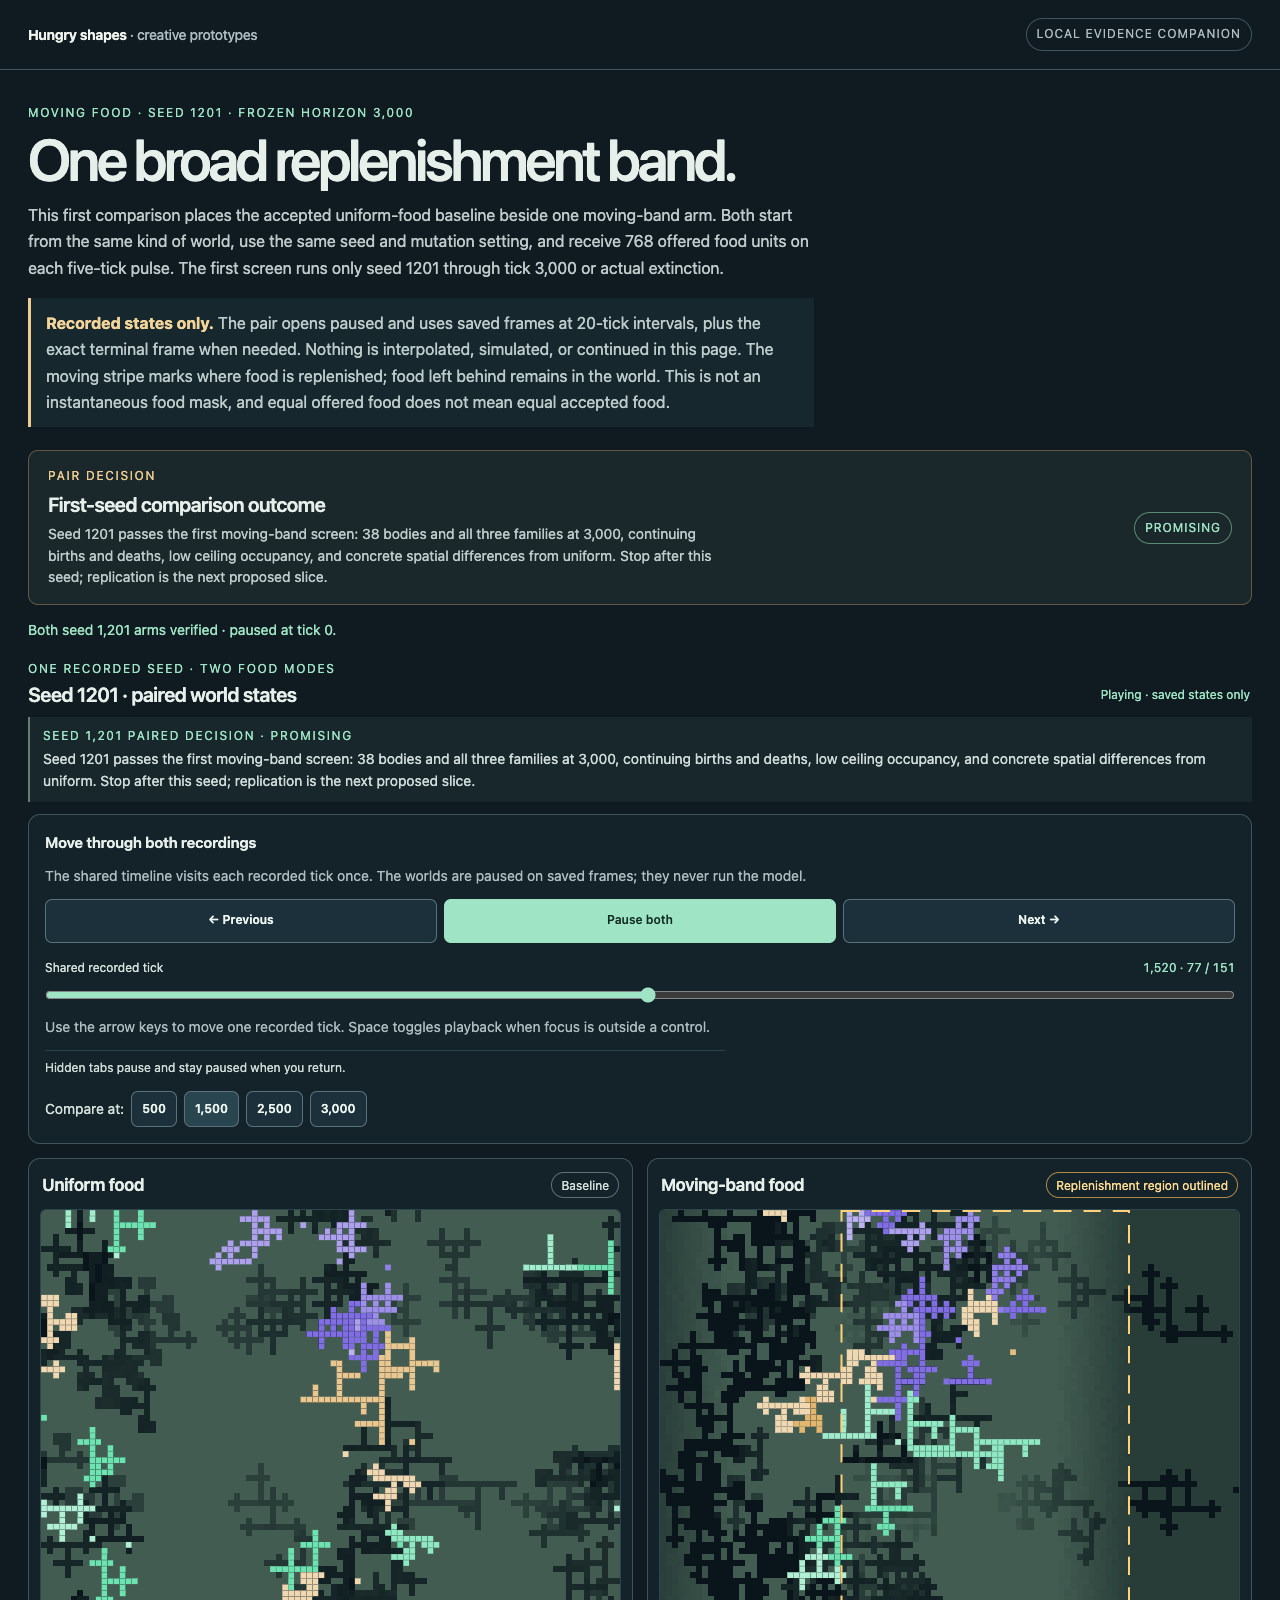 Hungry shapes · creative prototypes
LOCAL EVIDENCE COMPANION
MOVING FOOD · SEED 1201 · FROZEN HORIZON 3,000
One broad replenishment band.
This first comparison places the accepted uniform-food baseline beside one moving-band arm. Both start
from the same kind of world, use the same seed and mutation setting, and receive 768 offered food units on
each five-tick pulse. The first screen runs only seed 1201 through tick 3,000 or actual extinction.
Recorded states only. The pair opens paused and uses saved frames at 20-tick intervals, plus the
exact terminal frame when needed. Nothing is interpolated, simulated, or continued in this page. The
moving stripe marks where food is replenished; food left behind remains in the world. This is not an
instantaneous food mask, and equal offered food does not mean equal accepted food.
PAIR DECISION
First-seed comparison outcome
Seed 1201 passes the first moving-band screen: 38 bodies and all three families at 3,000, continuing
births and deaths, low ceiling occupancy, and concrete spatial differences from uniform. Stop after this
seed; replication is the next proposed slice.
PROMISING
Both seed 1,201 arms verified · paused at tick 0.
ONE RECORDED SEED · TWO FOOD MODES
Seed 1201 · paired world states
Playing · saved states only
SEED 1,201 PAIRED DECISION · PROMISING
Seed 1201 passes the first moving-band screen: 38 bodies and all three families at 3,000, continuing births and deaths, low ceiling occupancy, and concrete spatial differences from
uniform. Stop after this seed; replication is the next proposed slice.
Move through both recordings
The shared timeline visits each recorded tick once. The worlds are paused on saved frames; they never run the model.
← Previous
Pause both
Next →
Shared recorded tick
1,520 · 77 / 151
Use the arrow keys to move one recorded tick. Space toggles playback when focus is outside a control.
Hidden tabs pause and stay paused when you return.
Compare at: 500 1,500 2,500 3,000
Uniform food
Baseline
Moving-band food
Replenishment region outlined